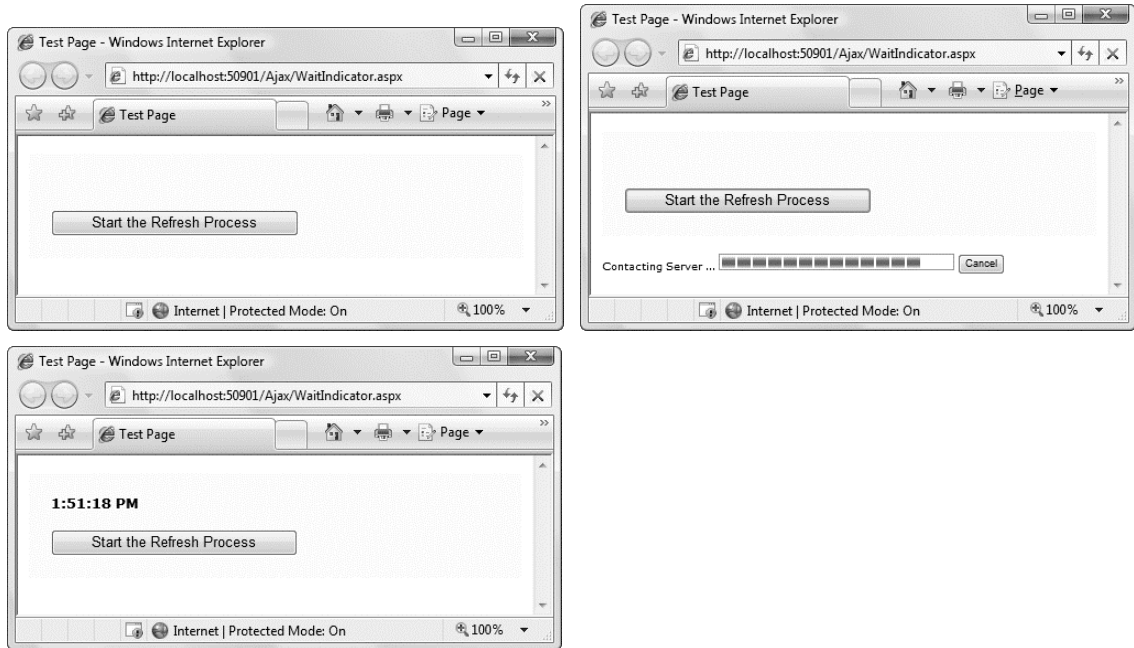 Test Page - Windows Internet Explorer
http://localhost:50901/Ajax/WaitIndicator.aspx
Test Page
Page
Start the Refresh Process
Internet | Protected Mode: On
100%
Test Page - Windows Internet Explorer
http://localhost:50901/Ajax/WaitIndicator.aspx
Test Page
Page
Start the Refresh Process
Contacting Server ...
Cancel
Internet | Protected Mode: On
100%
Test Page - Windows Internet Explorer
http://localhost:50901/Ajax/WaitIndicator.aspx
Test Page
Page
1:51:18 PM
Start the Refresh Process
Internet | Protected Mode: On
100%